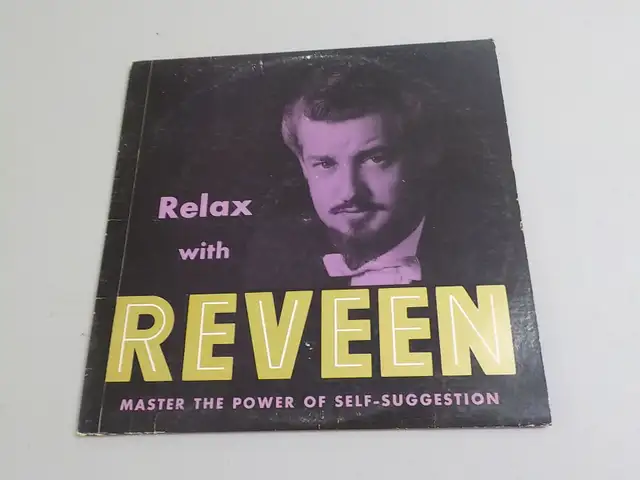 Relax
with
REVEEN
MASTER THE POWER OF SELF-SUGGESTION